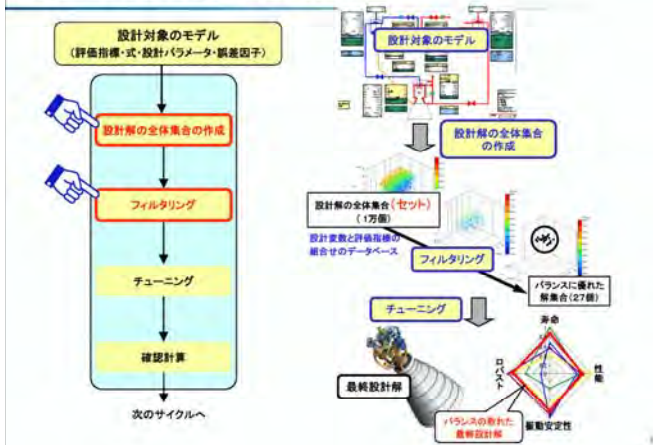 設計対象のモデル
(評価指標・式・設計パラメータ・誤差因子)
設計解の全体集合の作成
フィルタリング
チューニング
確認計算
次のサイクルへ
設計対象のモデル
設計解の全体集合
の作成
設計解の全体集合(セット)
(1万個)
設計変数と評価指標の
組合せのデータベース
フィルタリング
バランスに優れた
解集合(27個)
チューニング
寿命
性能
ロバスト
振動安定性
最終設計解
バランスの取れた
最終設計解